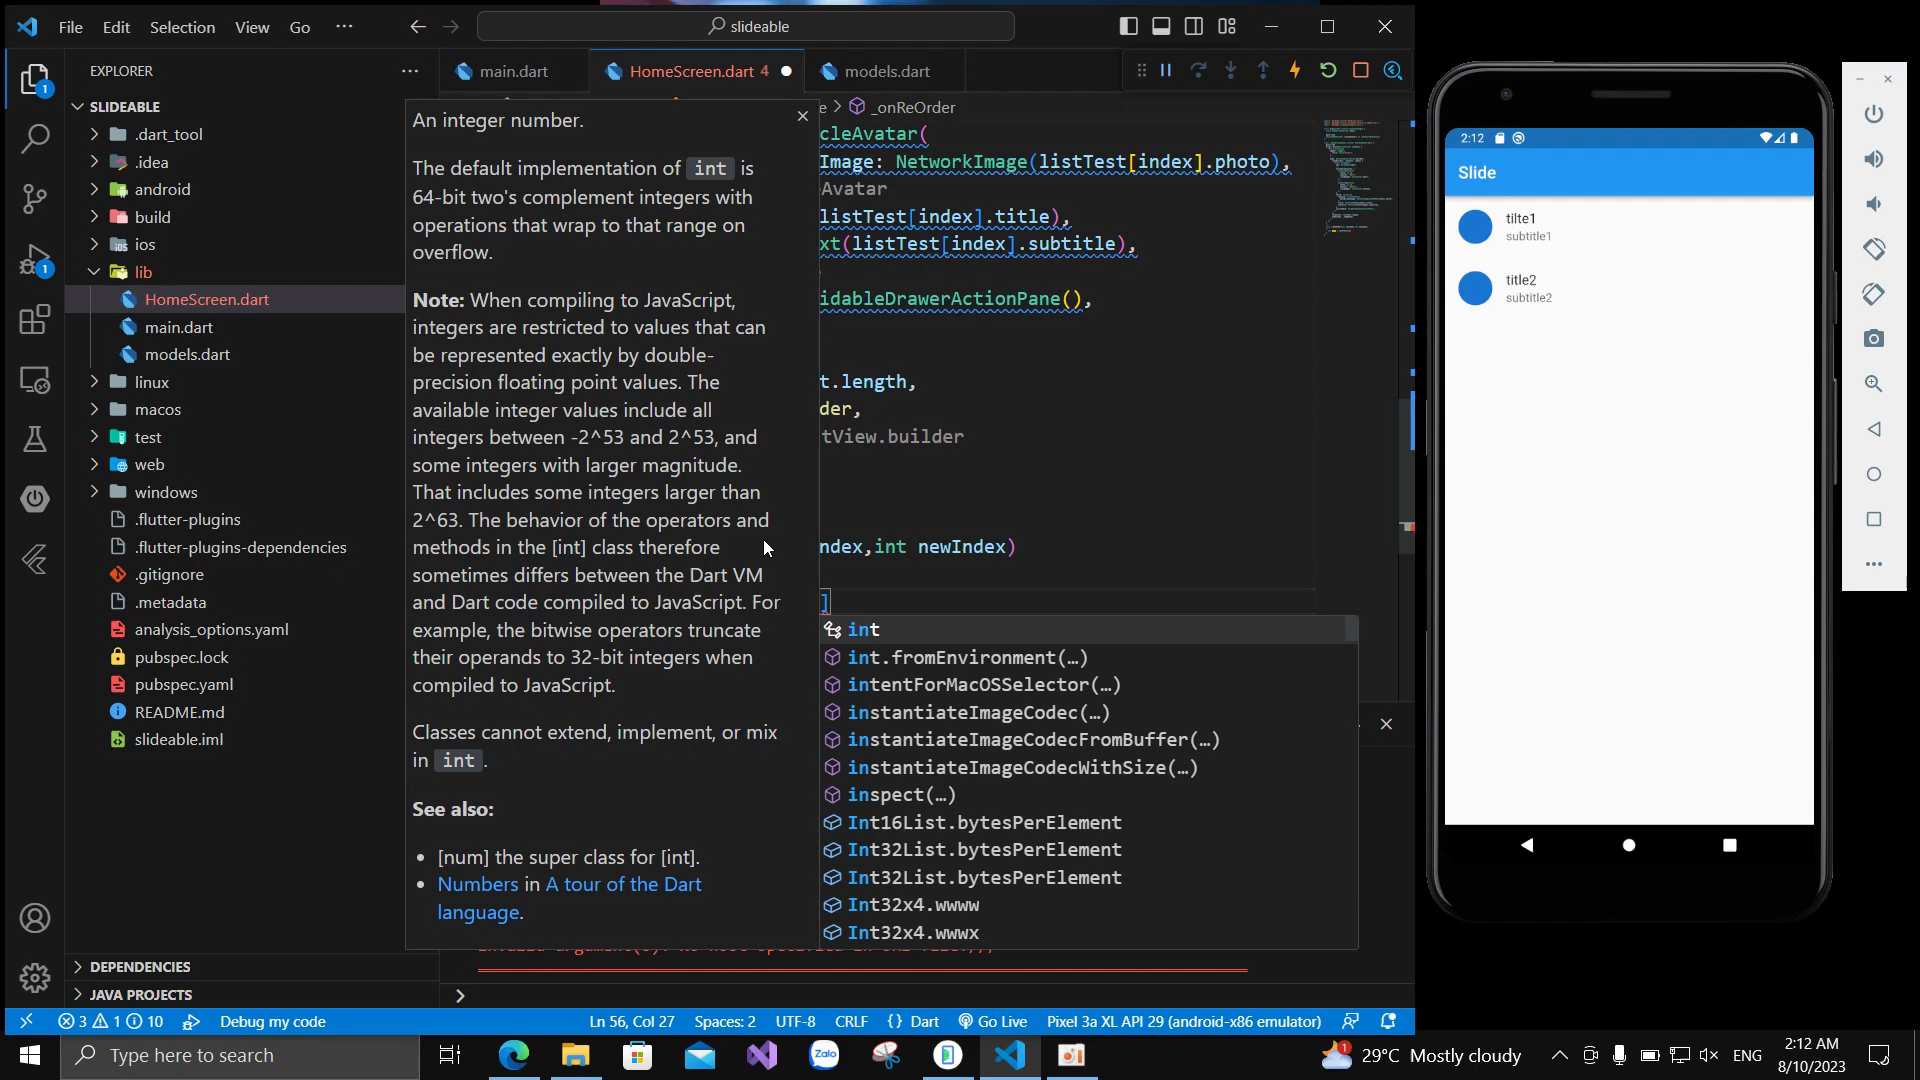 File Edit Selection View Go ···
slideable
EXPLORER ···
main.dart
HomeScreen.dart 4
models.dart
SLIDEABLE
.dart_tool
.idea
android
build
ios
lib
HomeScreen.dart
main.dart
models.dart
linux
macos
test
web
windows
.flutter-plugins
.flutter-plugins-dependencies
.gitignore
.metadata
analysis_options.yaml
pubspec.lock
pubspec.yaml
README.md
slideable.iml
DEPENDENCIES
JAVA PROJECTS
1
1
An integer number.
The default implementation of int is
64-bit two's complement integers with
operations that wrap to that range on
overflow.
Note: When compiling to JavaScript,
integers are restricted to values that can
be represented exactly by double-
precision floating point values. The
available integer values include all
integers between -2^53 and 2^53, and
some integers with larger magnitude.
That includes some integers larger than
2^63. The behavior of the operators and
methods in the [int] class therefore
sometimes differs between the Dart VM
and Dart code compiled to JavaScript. For
example, the bitwise operators truncate
their operands to 32-bit integers when
compiled to JavaScript.
Classes cannot extend, implement, or mix
in int.
See also:
• [num] the super class for [int].
• Numbers in A tour of the Dart
language.
e > _onReOrder
cleAvatar(
Image: NetworkImage(listTest[index].photo),
eAvatar
listTest[index].title),
xt(listTest[index].subtitle),
idableDrawerActionPane(),
t.length,
der,
tView.builder
ndex,int newIndex)
]
int
int.fromEnvironment(…)
intentForMacOSSelector(…)
instantiateImageCodec(…)
instantiateImageCodecFromBuffer(…)
instantiateImageCodecWithSize(…)
inspect(…)
Int16List.bytesPerElement
Int32List.bytesPerElement
Int32List.bytesPerElement
Int32x4.wwww
Int32x4.wwwx
3 1 10 Debug my code
Ln 56, Col 27 Spaces: 2 UTF-8 CRLF {} Dart Go Live Pixel 3a XL API 29 (android-x86 emulator)
2:12
Slide
tilte1
subtitle1
title2
subtitle2
Type here to search
Zalo
1
29°C Mostly cloudy
ENG
2:12 AM
8/10/2023